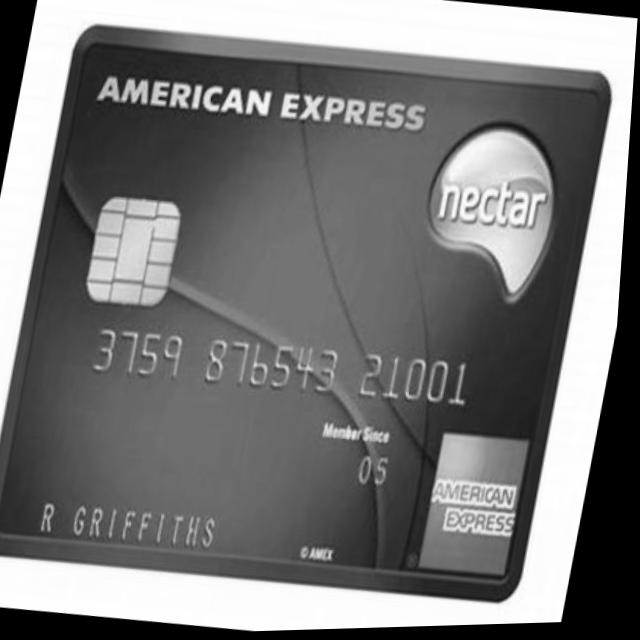 AMERICAN EXPRESS
nectar
3759 876543 21001
Member Since
05
AMERICAN
EXPRESS
R GRIFFITHS
© AMEX